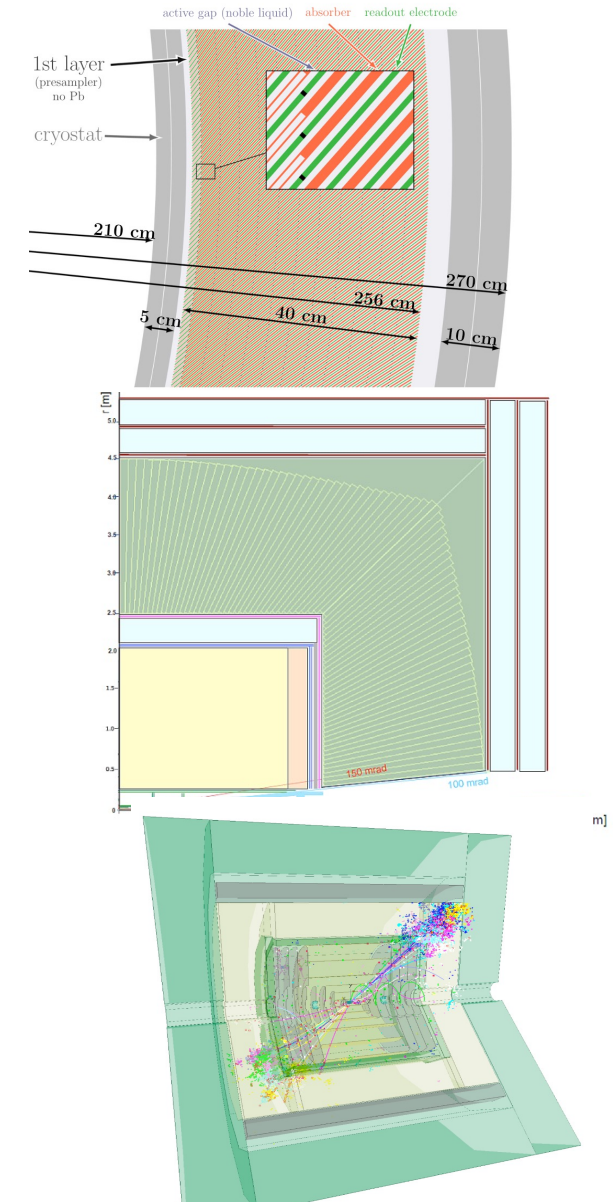 active gap (noble liquid) absorber readout electrode
1st layer
(presampler)
no Pb
cryostat
210 cm
270 cm
256 cm
5 cm
40 cm
10 cm
r [m]
5.0
4.5
4.0
3.5
3.0
2.5
2.0
1.5
1.0
0.5
0
150 mrad
100 mrad
m]